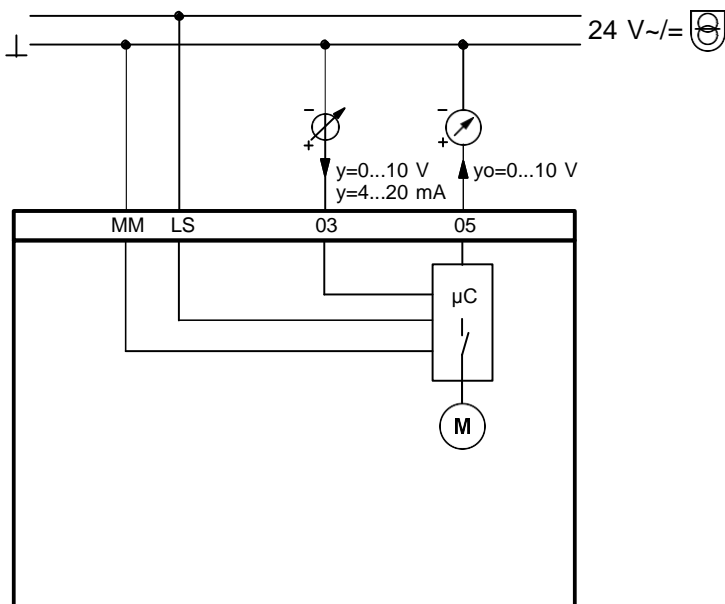 24 V~/=
- -
+ +
y=0...10 V yo=0...10 V
y=4...20 mA
MM LS 03 05
µC
M